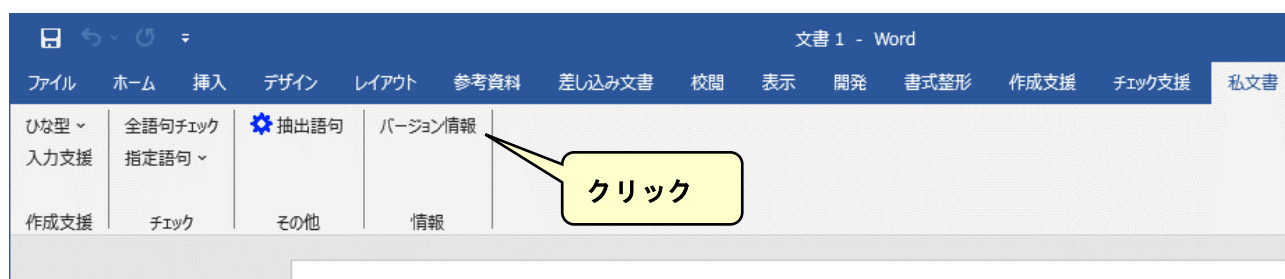 文書 1 - Word
ファイル ホーム 挿入 デザイン レイアウト 参考資料 差し込み文書 校閲 表示 開発 書式整形 作成支援 チェック支援 私文書
ひな型 全語句チェック 抽出語句 バージョン情報
入力支援 指定語句
クリック
作成支援 チェック その他 情報